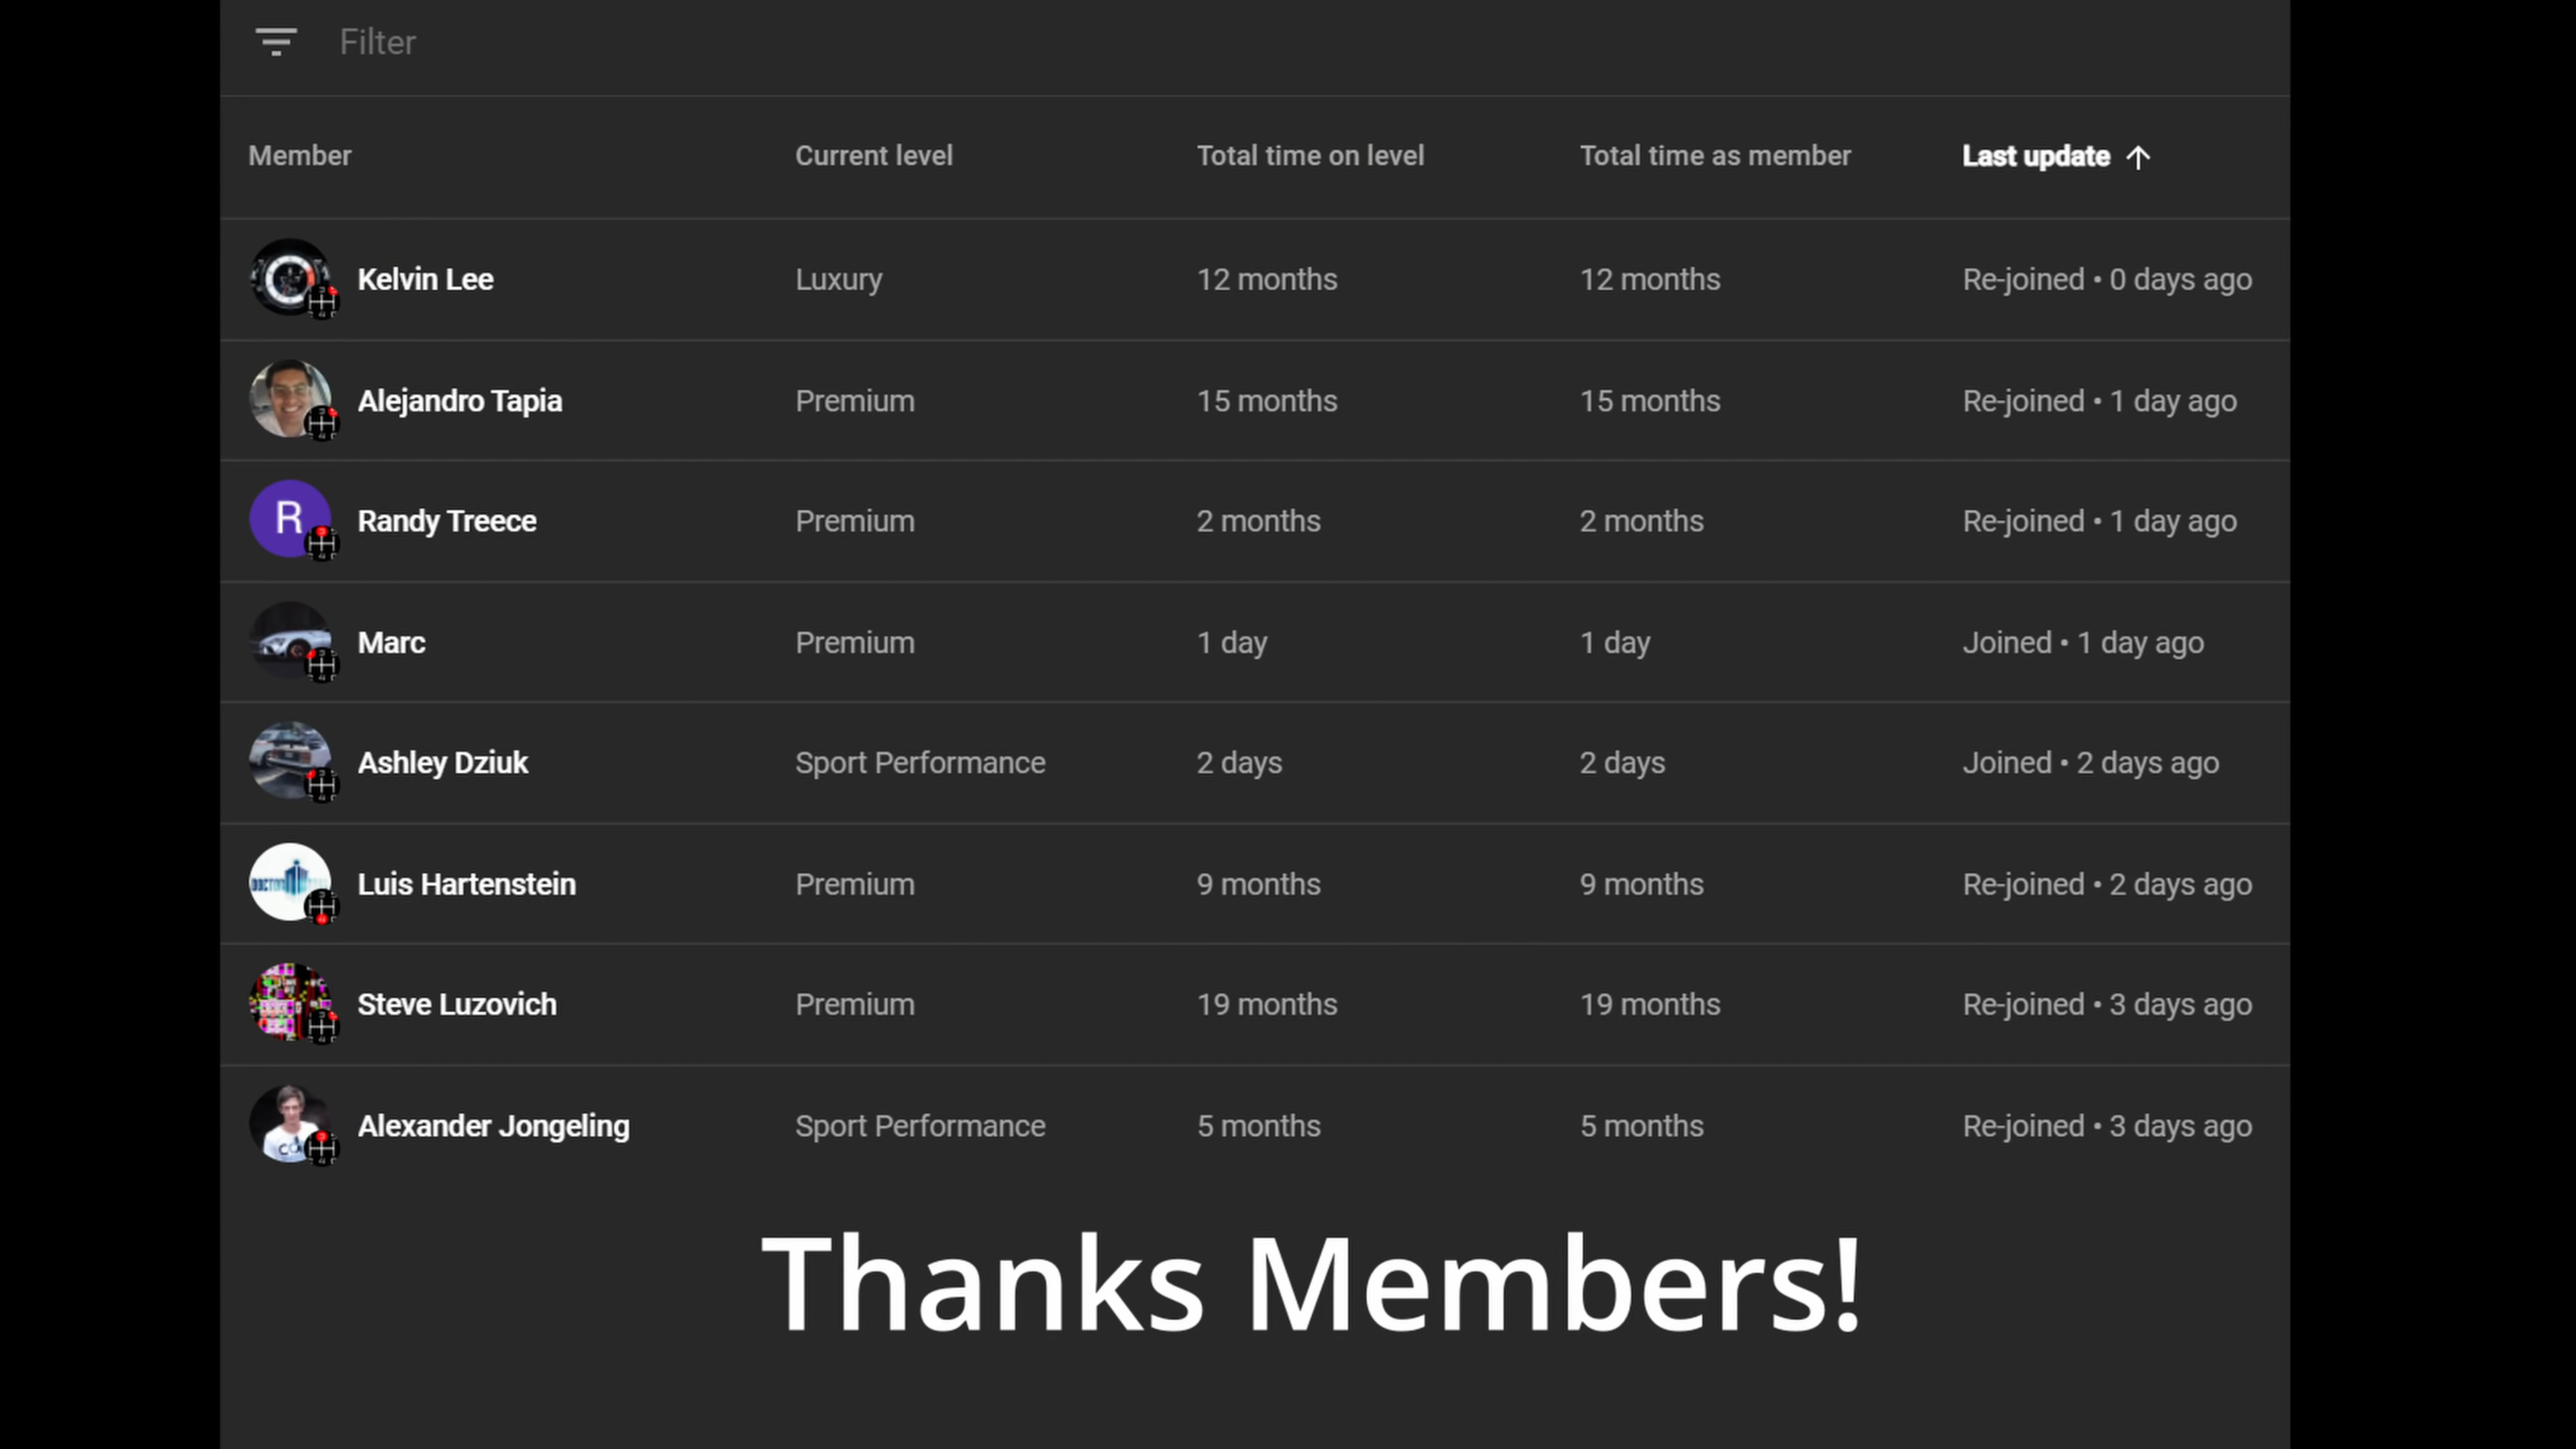 Filter
Member Current level Total time on level Total time as member Last update ↑
Kelvin Lee Luxury 12 months 12 months Re-joined • 0 days ago
Alejandro Tapia Premium 15 months 15 months Re-joined • 1 day ago
R Randy Treece Premium 2 months 2 months Re-joined • 1 day ago
Marc Premium 1 day 1 day Joined • 1 day ago
Ashley Dziuk Sport Performance 2 days 2 days Joined • 2 days ago
Luis Hartenstein Premium 9 months 9 months Re-joined • 2 days ago
Steve Luzovich Premium 19 months 19 months Re-joined • 3 days ago
Alexander Jongeling Sport Performance 5 months 5 months Re-joined • 3 days ago
Thanks Members!